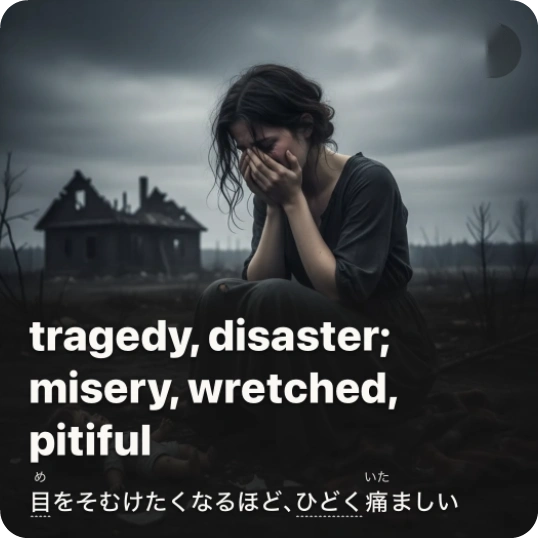 tragedy, disaster;
misery, wretched,
pitiful
め いた
目をそむけたくなるほど、ひどく痛ましい